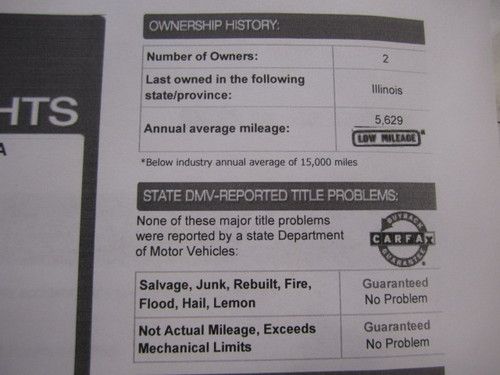 HTS
A
OWNERSHIP HISTORY:
Number of Owners: 2
Last owned in the following
state/province: Illinois
Annual average mileage: 5,629
LOW MILEAGE*
*Below industry annual average of 15,000 miles
STATE DMV-REPORTED TITLE PROBLEMS:
None of these major title problems
were reported by a state Department
of Motor Vehicles:
BUYBACK
CARFAX
GUARANTEE
Salvage, Junk, Rebuilt, Fire,
Flood, Hail, Lemon
Guaranteed
No Problem
Not Actual Mileage, Exceeds
Mechanical Limits
Guaranteed
No Problem